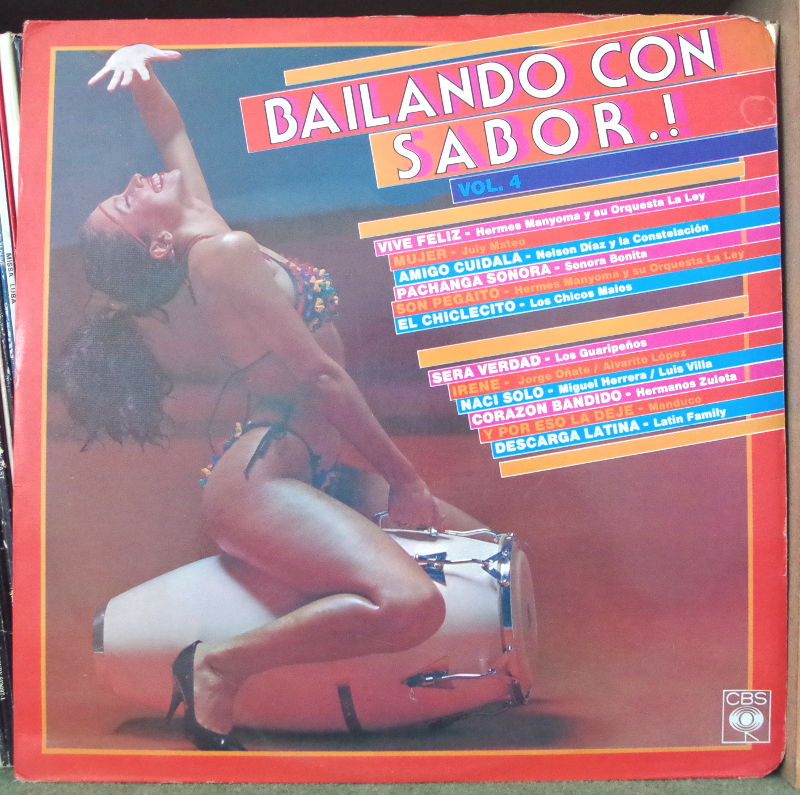 BAILANDO CON
SABOR.!
VOL. 4
VIVE FELIZ - Hermes Manyoma y su Orquesta La Ley
MUJER - July Mateo
AMIGO CUIDALA - Nelson Díaz y la Constelación
PACHANGA SONORA - Sonora Bonita
SON PEGAITO - Hermes Manyoma y su Orquesta La Ley
EL CHICLECITO - Los Chicos Malos
SERA VERDAD - Los Guaripeños
IRENE - Jorge Oñate / Alvarito López
NACI SOLO - Miguel Herrera / Luis Villa
CORAZON BANDIDO - Hermanos Zuleta
Y POR ESO LA DEJE - Manduco
DESCARGA LATINA - Latin Family
CBS
MISSA LUBA